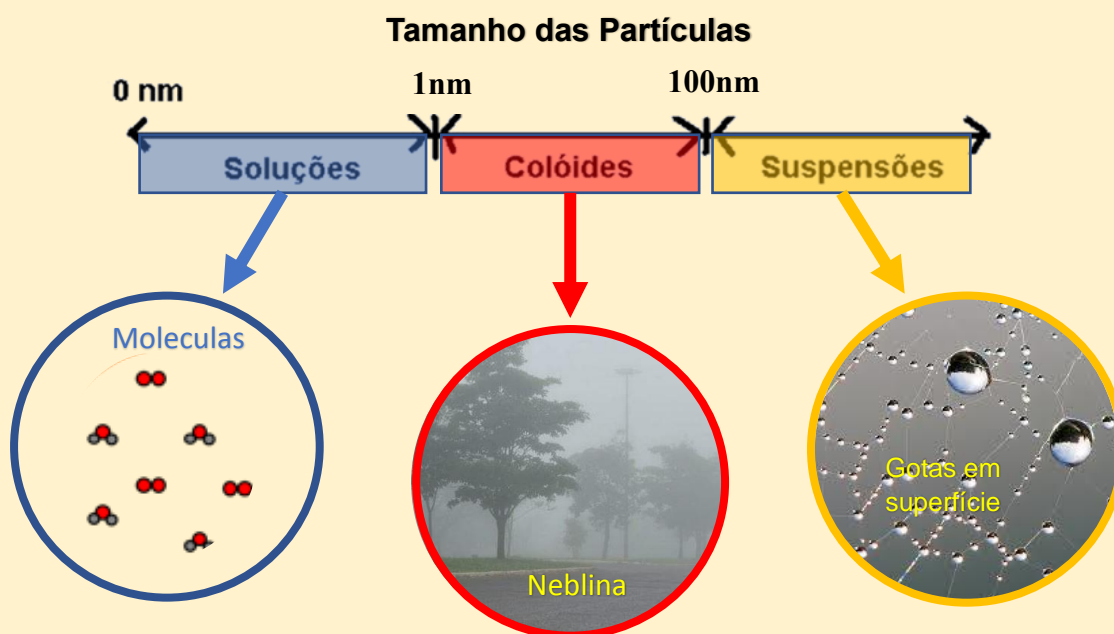 Tamanho das Partículas
0 nm
1nm
100nm
Soluções
Colóides
Suspensões
Moleculas
Neblina
Gotas em
superfície